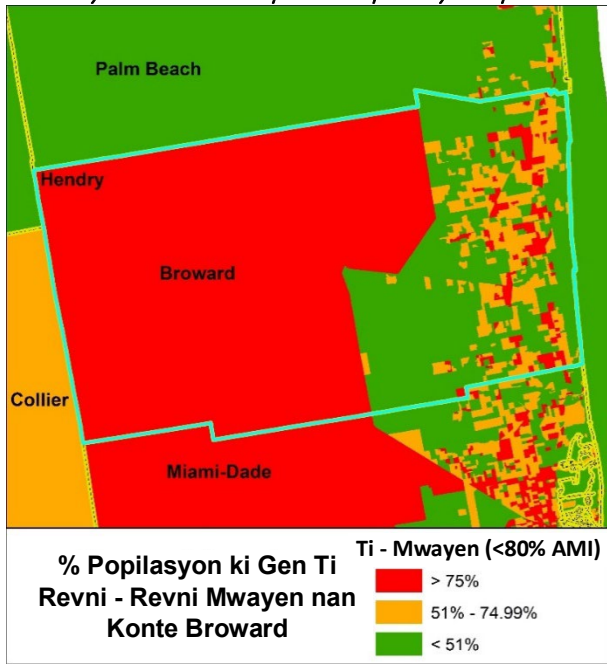 Palm Beach
Hendry
Broward
Collier
Miami-Dade
% Popilasyon ki Gen Ti
Revni - Revni Mwayen nan
Konte Broward
Ti - Mwayen (<80% AMI)
> 75%
51% - 74.99%
< 51%